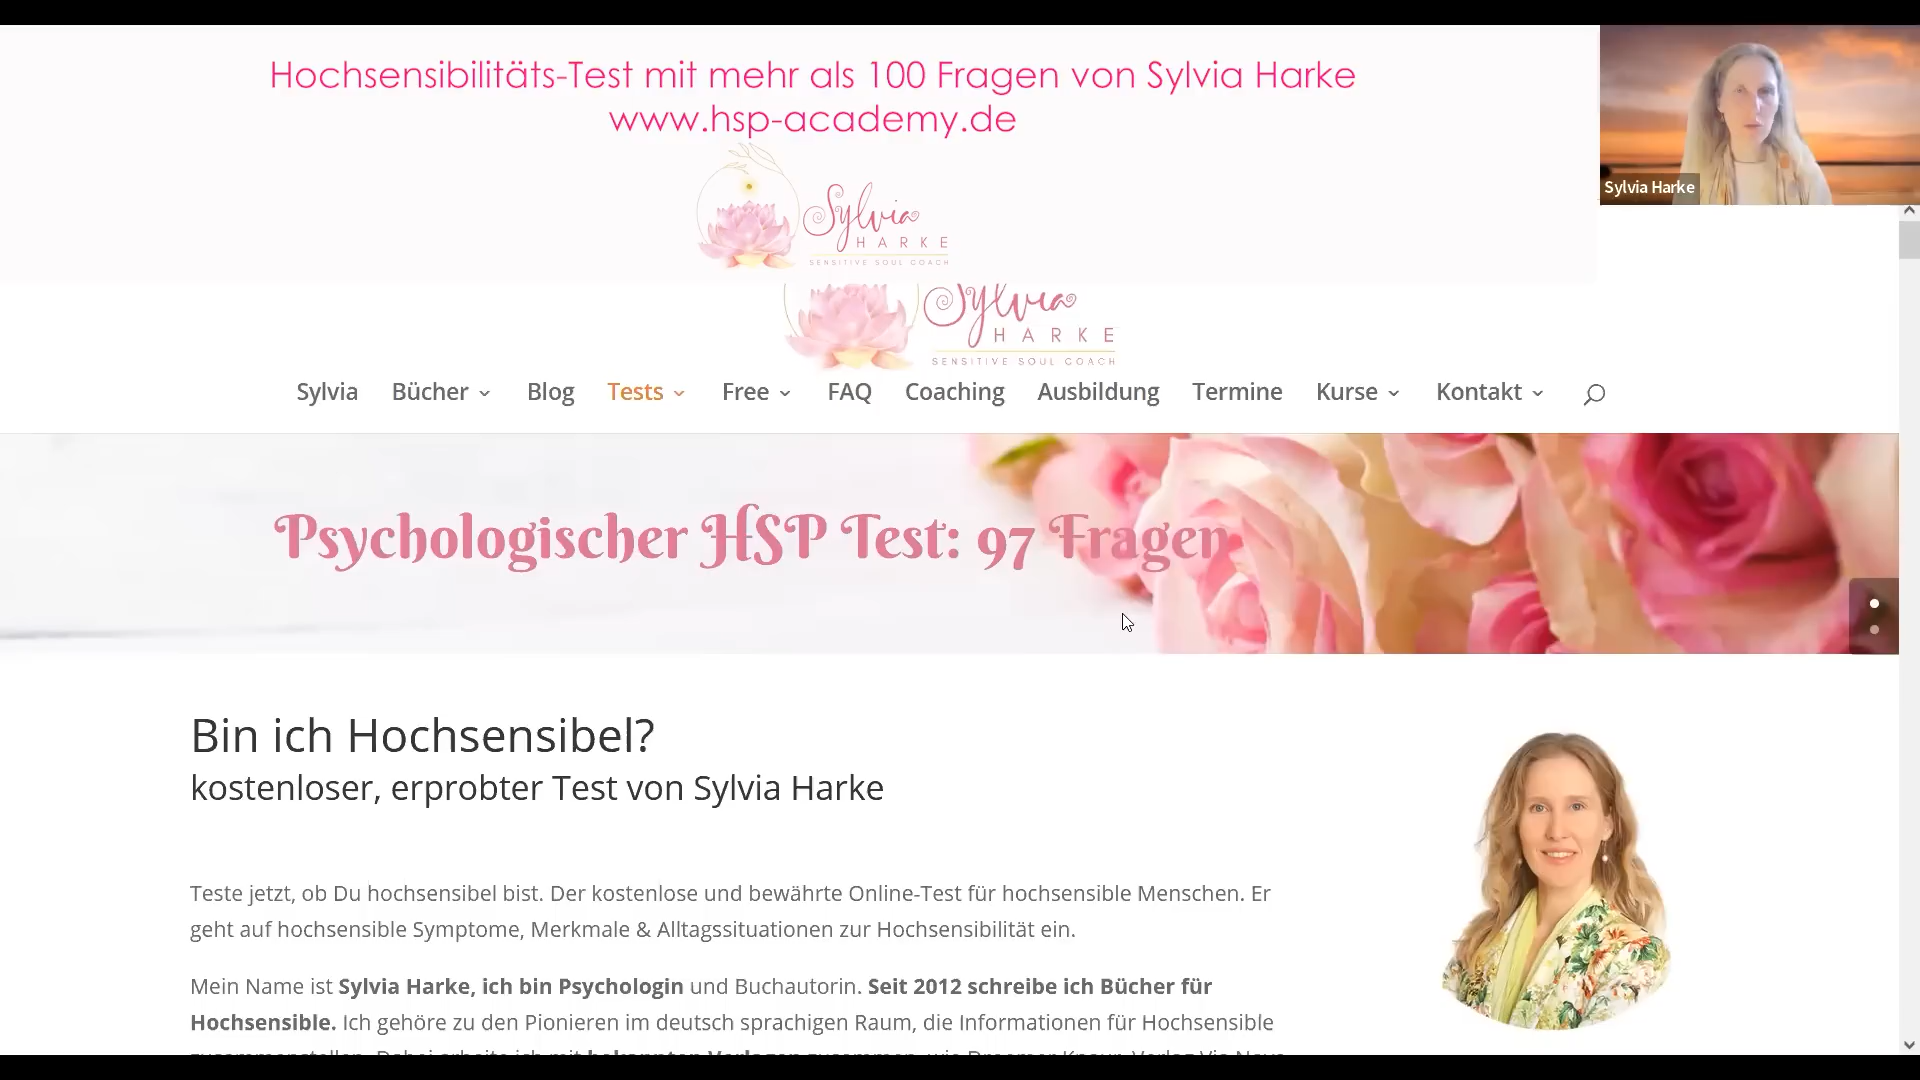 Hochsensibilitäts-Test mit mehr als 100 Fragen von Sylvia Harke
www.hsp-academy.de
Sylvia Harke
Sylvia
HARKE
SENSITIVE SOUL COACH
Sylvia
HARKE
SENSITIVE SOUL COACH
Sylvia Bücher Blog Tests Free FAQ Coaching Ausbildung Termine Kurse Kontakt
Psychologischer HSP Test: 97 Fragen
Bin ich Hochsensibel?
kostenloser, erprobter Test von Sylvia Harke
Teste jetzt, ob Du hochsensibel bist. Der kostenlose und bewährte Online-Test für hochsensible Menschen. Er
geht auf hochsensible Symptome, Merkmale & Alltagssituationen zur Hochsensibilität ein.
Mein Name ist Sylvia Harke, ich bin Psychologin und Buchautorin. Seit 2012 schreibe ich Bücher für
Hochsensible. Ich gehöre zu den Pionieren im deutsch sprachigen Raum, die Informationen für Hochsensible